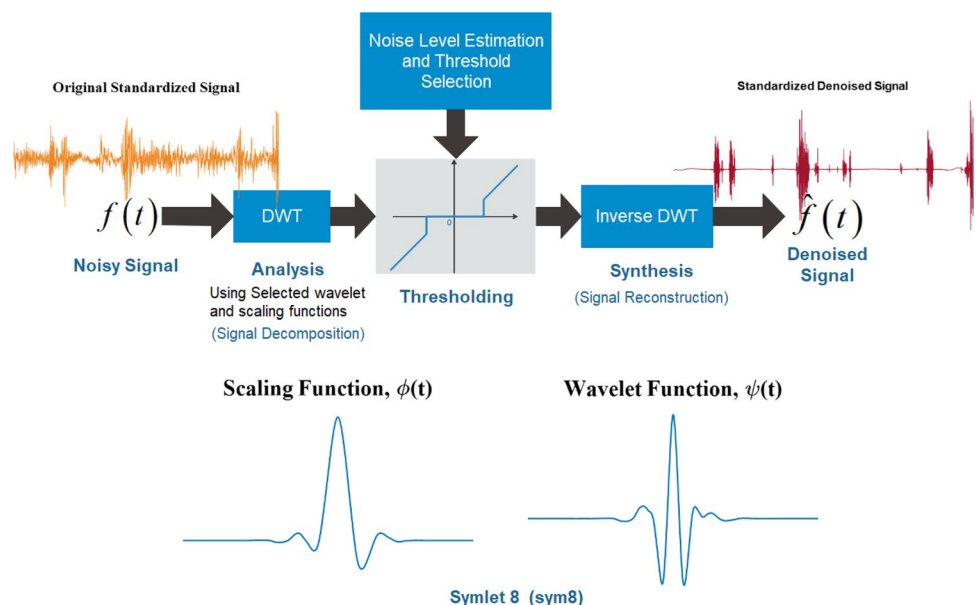 Noise Level Estimation
and Threshold
Selection
Original Standardized Signal
Standardized Denoised Signal
f(t)
DWT
0
Inverse DWT
f̂(t)
Noisy Signal
Analysis
Using Selected wavelet
and scaling functions
(Signal Decomposition)
Thresholding
Synthesis
(Signal Reconstruction)
Denoised
Signal
Scaling Function, ϕ(t)
Wavelet Function, ψ(t)
Symlet 8 (sym8)